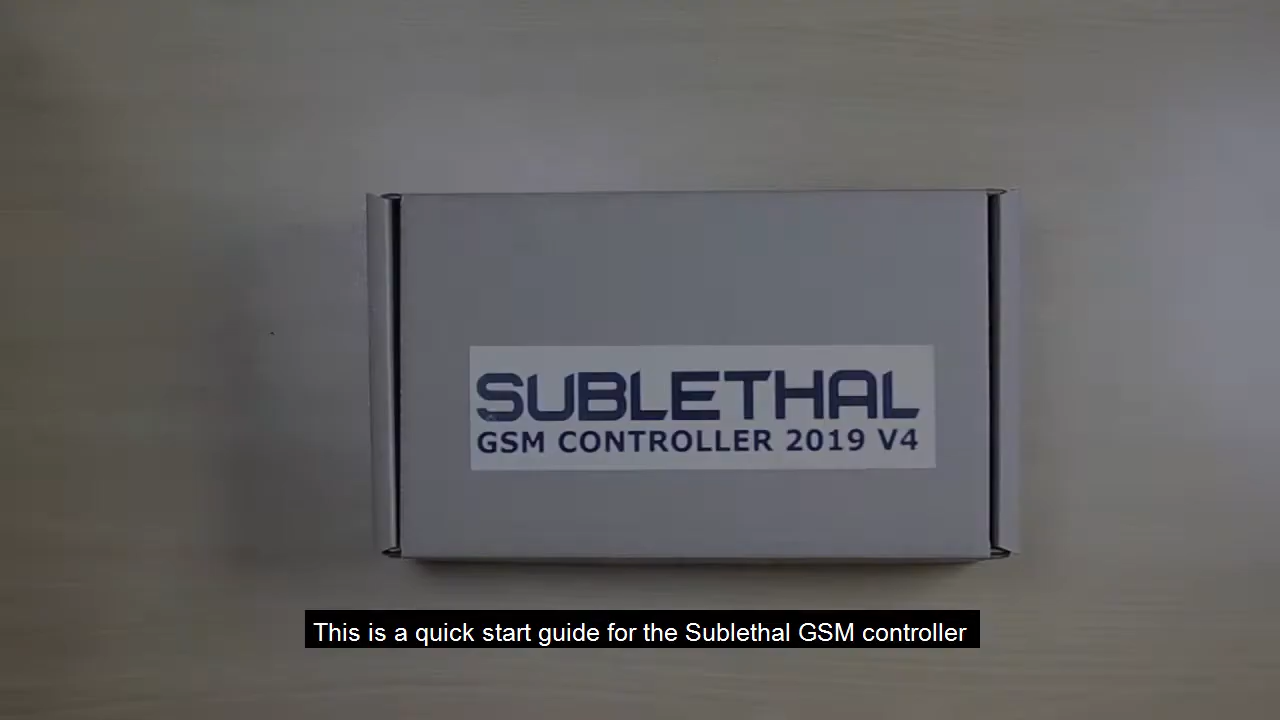 SUBLETHAL
GSM CONTROLLER 2019 V4
This is a quick start guide for the Sublethal GSM controller